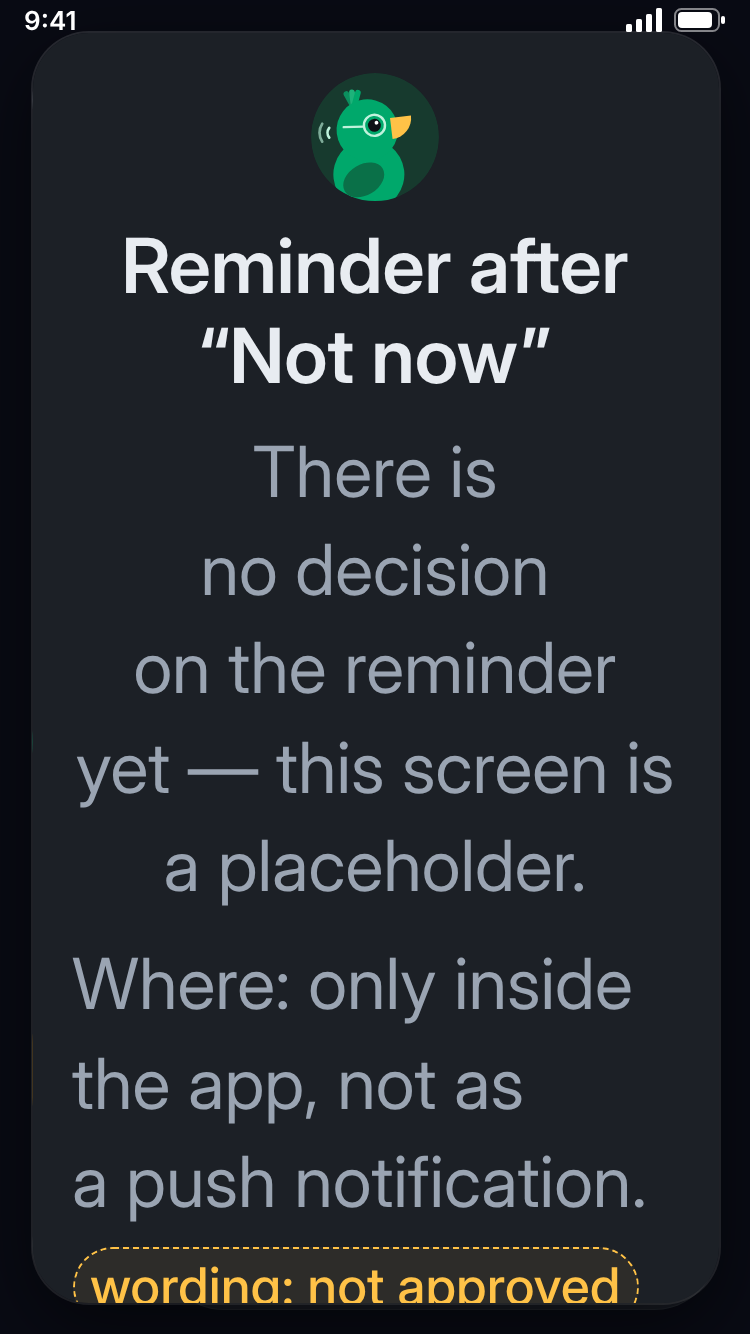 9:41
Reminder after
“Not now”
There is
no decision
on the reminder
yet — this screen is
a placeholder.
Where: only inside
the app, not as
a push notification.
wording: not approved